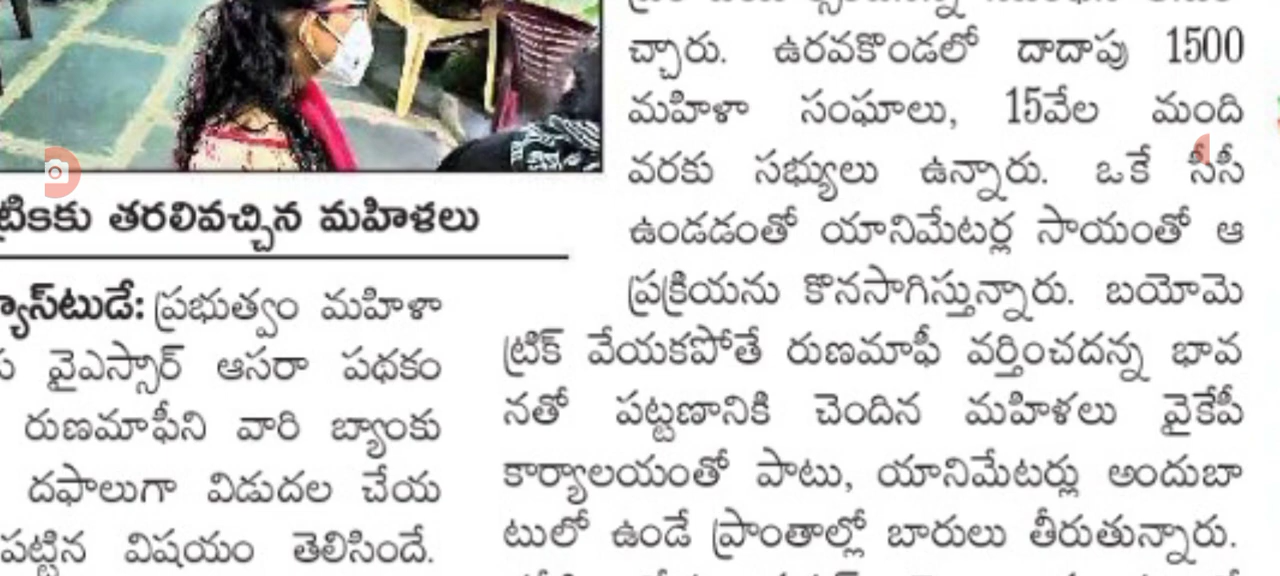 తరలివచ్చిన మహిళలు
ప్రభుత్వం మహిళా
వైఎస్సార్ ఆసరా పథకం
రుణమాఫీని వారి బ్యాంకు
దఫాలుగా విడుదల చేయ
పట్టిన విషయం తెలిసిందే.
చ్చారు. ఉరవకొండలో దాదాపు 1500
మహిళా సంఘాలు, 15వేల మంది
వరకు సభ్యులు ఉన్నారు. ఒకే సీసీ
ఉండడంతో యానిమేటర్ల సాయంతో ఆ
ప్రక్రియను కొనసాగిస్తున్నారు. బయోమె
ట్రిక్ వేయకపోతే రుణమాఫీ వర్తించదన్న భావ
నతో పట్టణానికి చెందిన మహిళలు వైకేపీ
కార్యాలయంతో పాటు, యానిమేటర్లు అందుబా
టులో ఉండే ప్రాంతాల్లో బారులు తీరుతున్నారు.